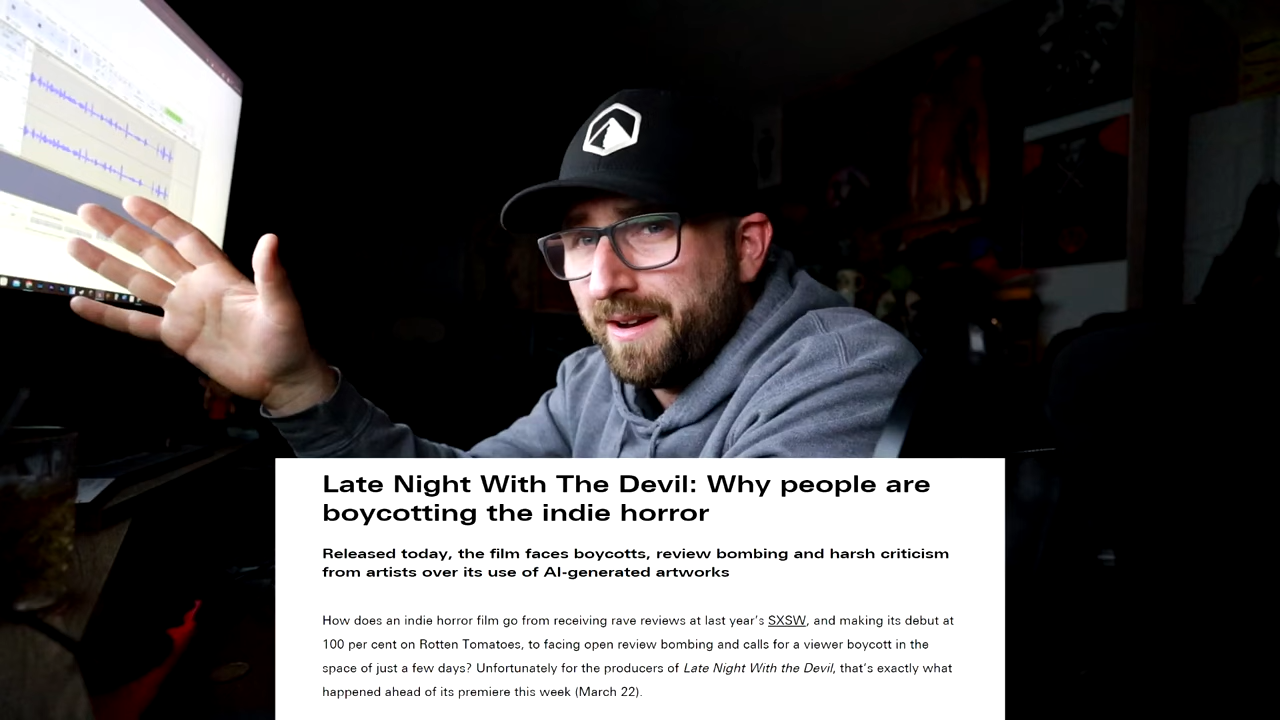 Late Night With The Devil: Why people are
boycotting the indie horror
Released today, the film faces boycotts, review bombing and harsh criticism
from artists over its use of AI-generated artworks
How does an indie horror film go from receiving rave reviews at last year's SXSW, and making its debut at
100 per cent on Rotten Tomatoes, to facing open review bombing and calls for a viewer boycott in the
space of just a few days? Unfortunately for the producers of Late Night With the Devil, that's exactly what
happened ahead of its premiere this week (March 22).